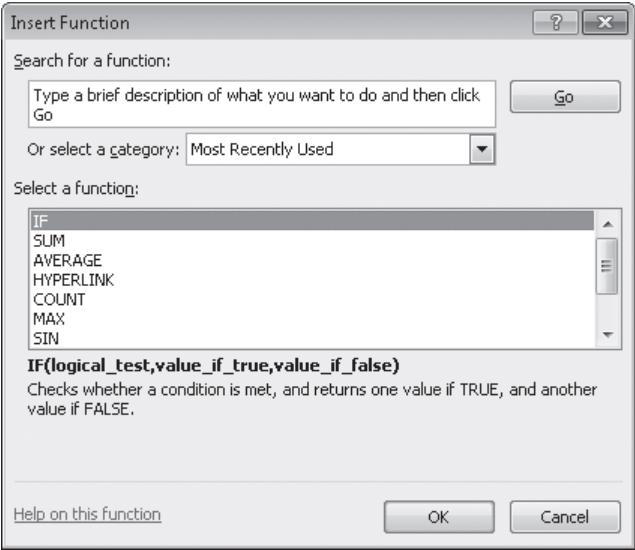 Insert Function
Search for a function:
Type a brief description of what you want to do and then click
Go
Go
Or select a category: Most Recently Used
Select a function:
IF
SUM
AVERAGE
HYPERLINK
COUNT
MAX
SIN
IF(logical_test,value_if_true,value_if_false)
Checks whether a condition is met, and returns one value if TRUE, and another
value if FALSE.
Help on this function
OK
Cancel